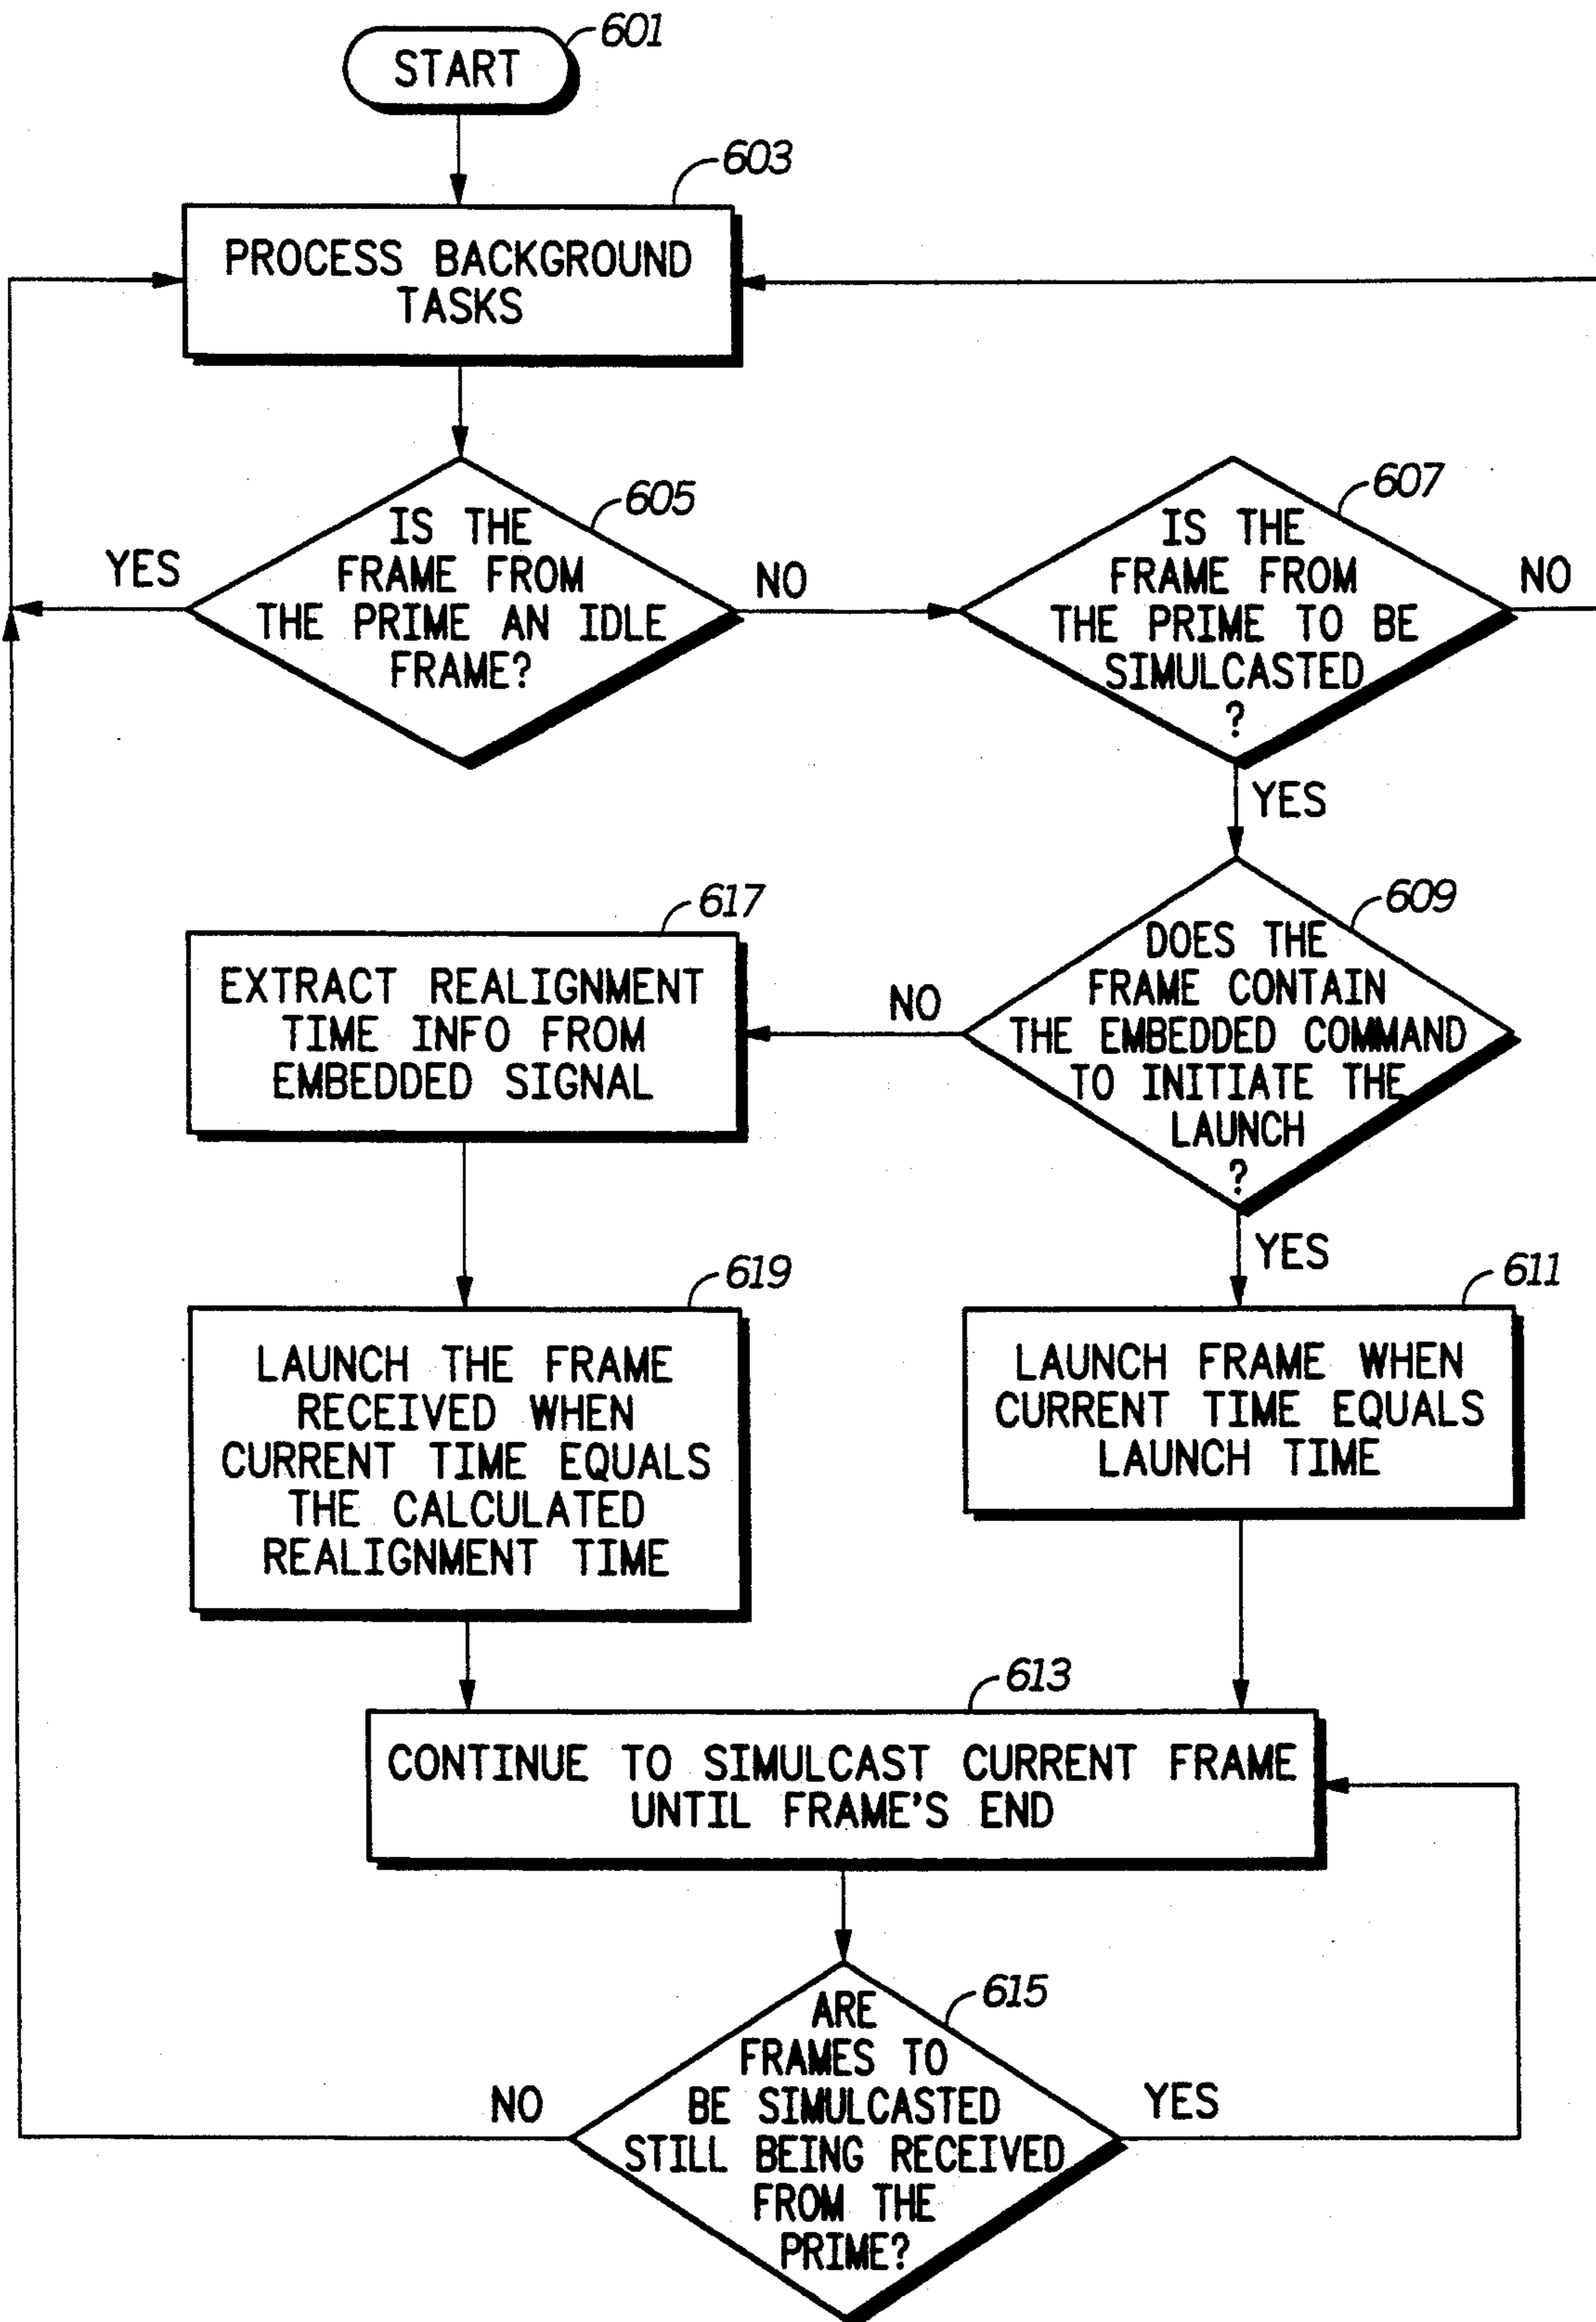 START
601
603
PROCESS BACKGROUND
TASKS
605
IS THE
FRAME FROM
THE PRIME AN IDLE
FRAME?
YES
NO
607
IS THE
FRAME FROM
THE PRIME TO BE
SIMULCASTED
?
NO
YES
609
DOES THE
FRAME CONTAIN
THE EMBEDDED COMMAND
TO INITIATE THE
LAUNCH
?
NO
YES
617
EXTRACT REALIGNMENT
TIME INFO FROM
EMBEDDED SIGNAL
619
LAUNCH THE FRAME
RECEIVED WHEN
CURRENT TIME EQUALS
THE CALCULATED
REALIGNMENT TIME
611
LAUNCH FRAME WHEN
CURRENT TIME EQUALS
LAUNCH TIME
613
CONTINUE TO SIMULCAST CURRENT FRAME
UNTIL FRAME'S END
615
ARE
FRAMES TO
BE SIMULCASTED
STILL BEING RECEIVED
FROM THE
PRIME?
NO
YES